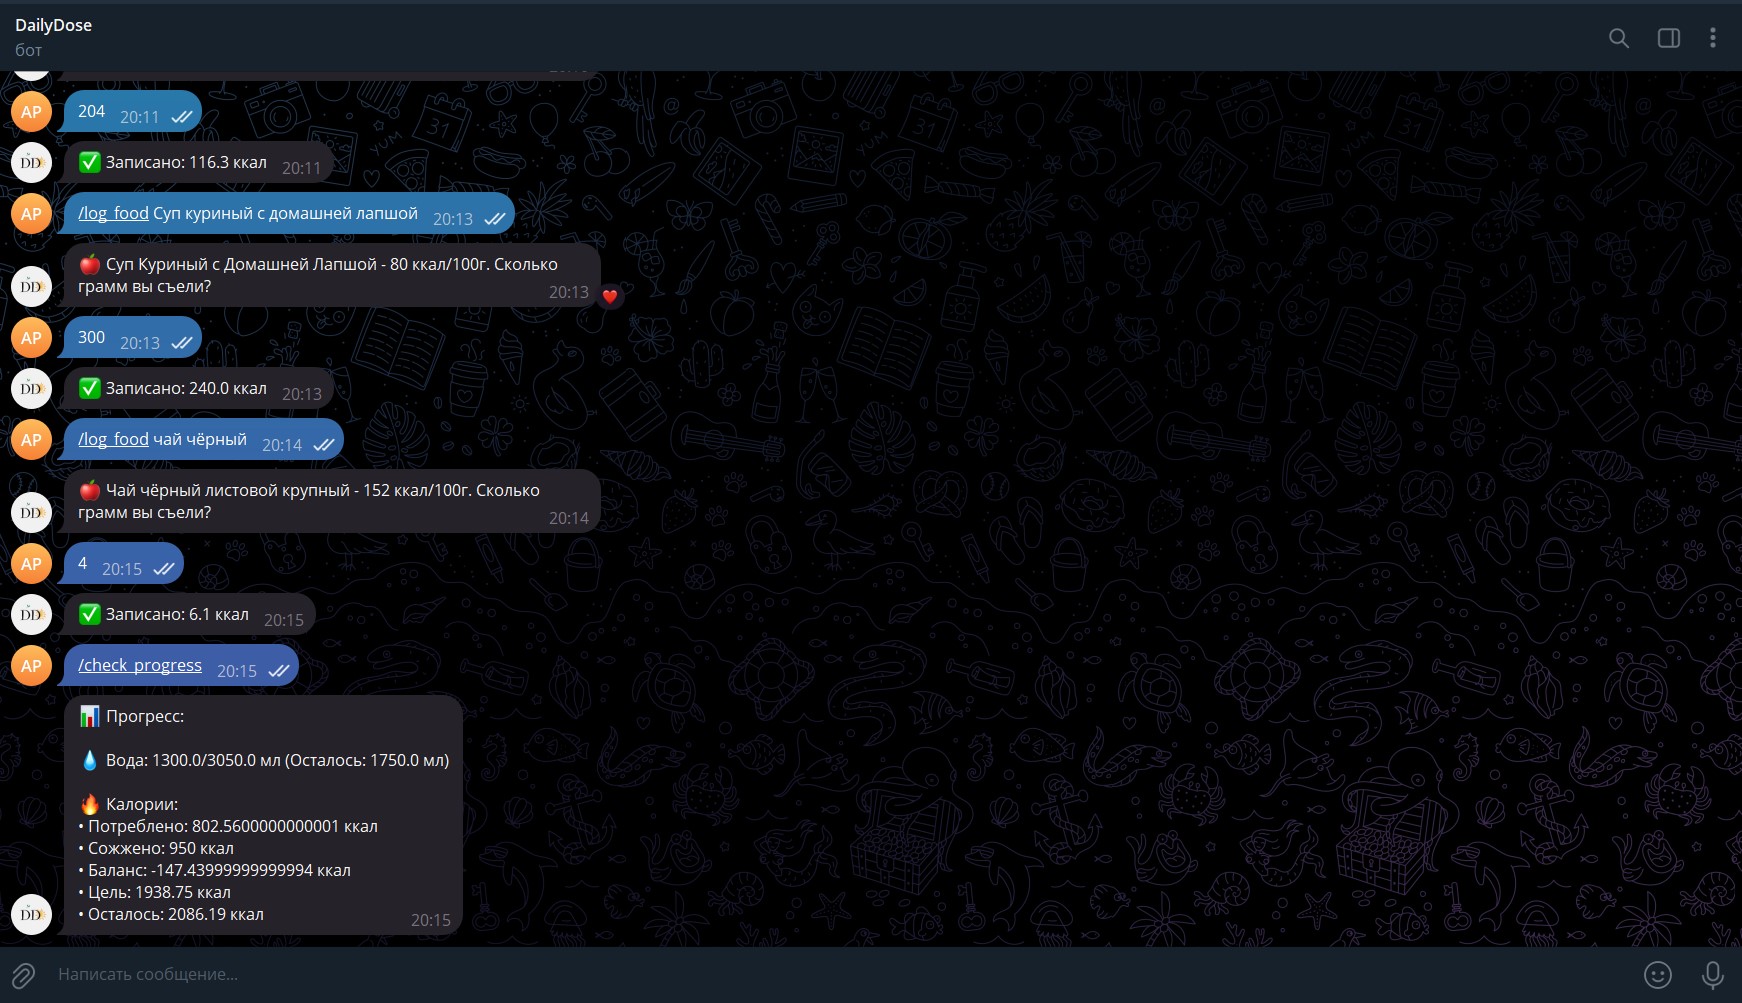 DailyDose
бот
AP
204 20:11
DD
✅ Записано: 116.3 ккал 20:11
AP
/log_food Суп куриный с домашней лапшой 20:13
🍎 Суп Куриный с Домашней Лапшой - 80 ккал/100г. Сколько
DD
грамм вы съели? 20:13
AP
300 20:13
DD
✅ Записано: 240.0 ккал 20:13
AP
/log_food чай чёрный 20:14
🍎 Чай чёрный листовой крупный - 152 ккал/100г. Сколько
DD
грамм вы съели? 20:14
AP
4 20:15
DD
✅ Записано: 6.1 ккал 20:15
AP
/check_progress 20:15
📊 Прогресс:
💧 Вода: 1300.0/3050.0 мл (Осталось: 1750.0 мл)
🔥 Калории:
• Потреблено: 802.5600000000001 ккал
• Сожжено: 950 ккал
• Баланс: -147.43999999999994 ккал
• Цель: 1938.75 ккал
DD
• Осталось: 2086.19 ккал 20:15
Написать сообщение...